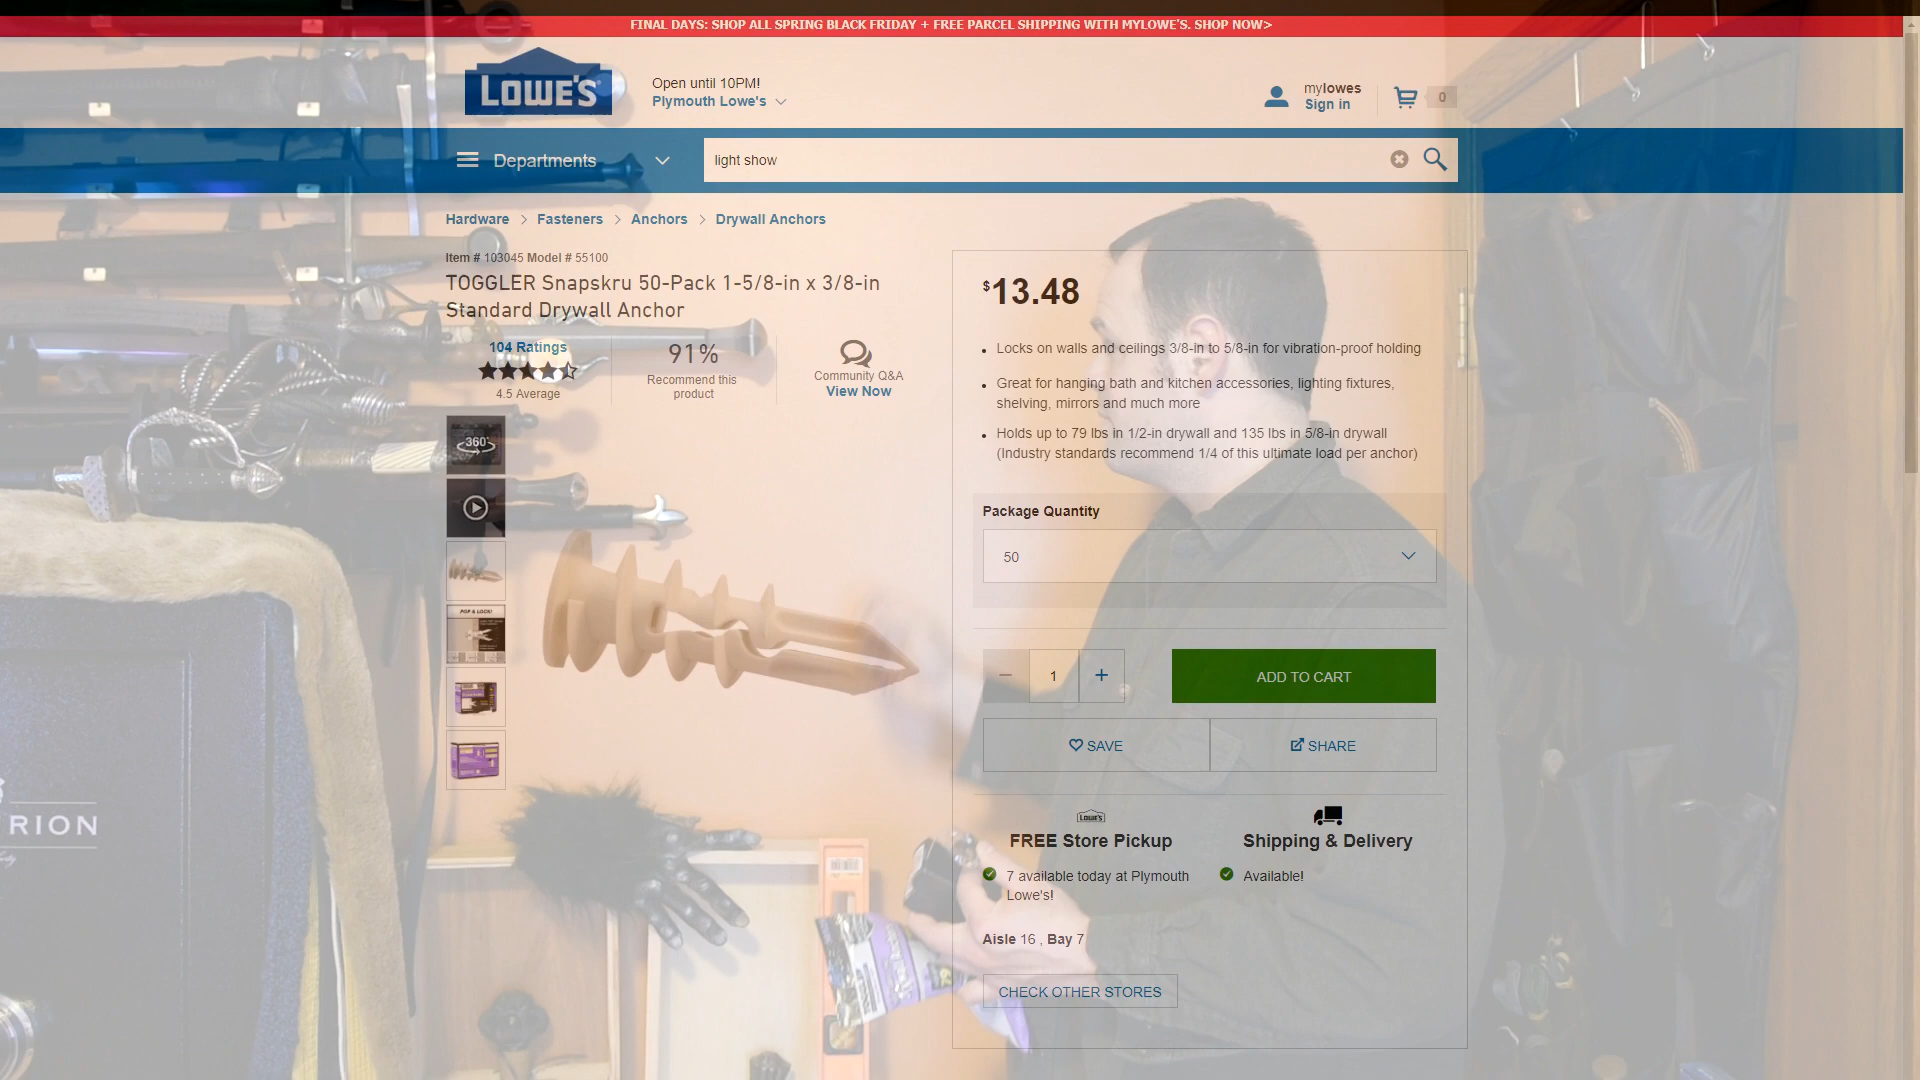 FINAL DAYS: SHOP ALL SPRING BLACK FRIDAY + FREE PARCEL SHIPPING WITH MYLOWE'S. SHOP NOW>
LOWE'S
Open until 10PM!
Plymouth Lowe's
mylowes
Sign in
0
Departments
light show
Hardware > Fasteners > Anchors > Drywall Anchors
Item # 103045 Model # 55100
TOGGLER Snapskru 50-Pack 1-5/8-in x 3/8-in
Standard Drywall Anchor
104 Ratings
4.5 Average
91%
Recommend this
product
Community Q&A
View Now
360°
POP & LOCK!
$13.48
• Locks on walls and ceilings 3/8-in to 5/8-in for vibration-proof holding
• Great for hanging bath and kitchen accessories, lighting fixtures,
shelving, mirrors and much more
• Holds up to 79 lbs in 1/2-in drywall and 135 lbs in 5/8-in drywall
(Industry standards recommend 1/4 of this ultimate load per anchor)
Package Quantity
50
− 1 +
ADD TO CART
SAVE
SHARE
LOWE'S
FREE Store Pickup
7 available today at Plymouth
Lowe's!
Shipping & Delivery
Available!
Aisle 16 , Bay 7
CHECK OTHER STORES
RION